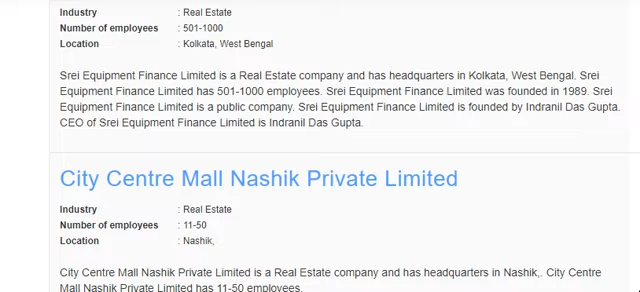 Industry : Real Estate
Number of employees : 501-1000
Location : Kolkata, West Bengal
Srei Equipment Finance Limited is a Real Estate company and has headquarters in Kolkata, West Bengal. Srei
Equipment Finance Limited has 501-1000 employees. Srei Equipment Finance Limited was founded in 1989. Srei
Equipment Finance Limited is a public company. Srei Equipment Finance Limited is founded by Indranil Das Gupta.
CEO of Srei Equipment Finance Limited is Indranil Das Gupta.
City Centre Mall Nashik Private Limited
Industry : Real Estate
Number of employees : 11-50
Location : Nashik,
City Centre Mall Nashik Private Limited is a Real Estate company and has headquarters in Nashik,. City Centre
Mall Nashik Private Limited has 11-50 employees.